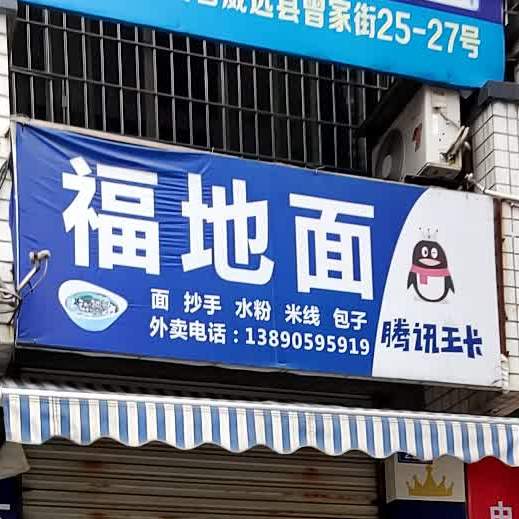 威远县曾家街25-27号
福地面
面 抄手 水粉 米线 包子
外卖电话：13890595919
腾讯王卡
中